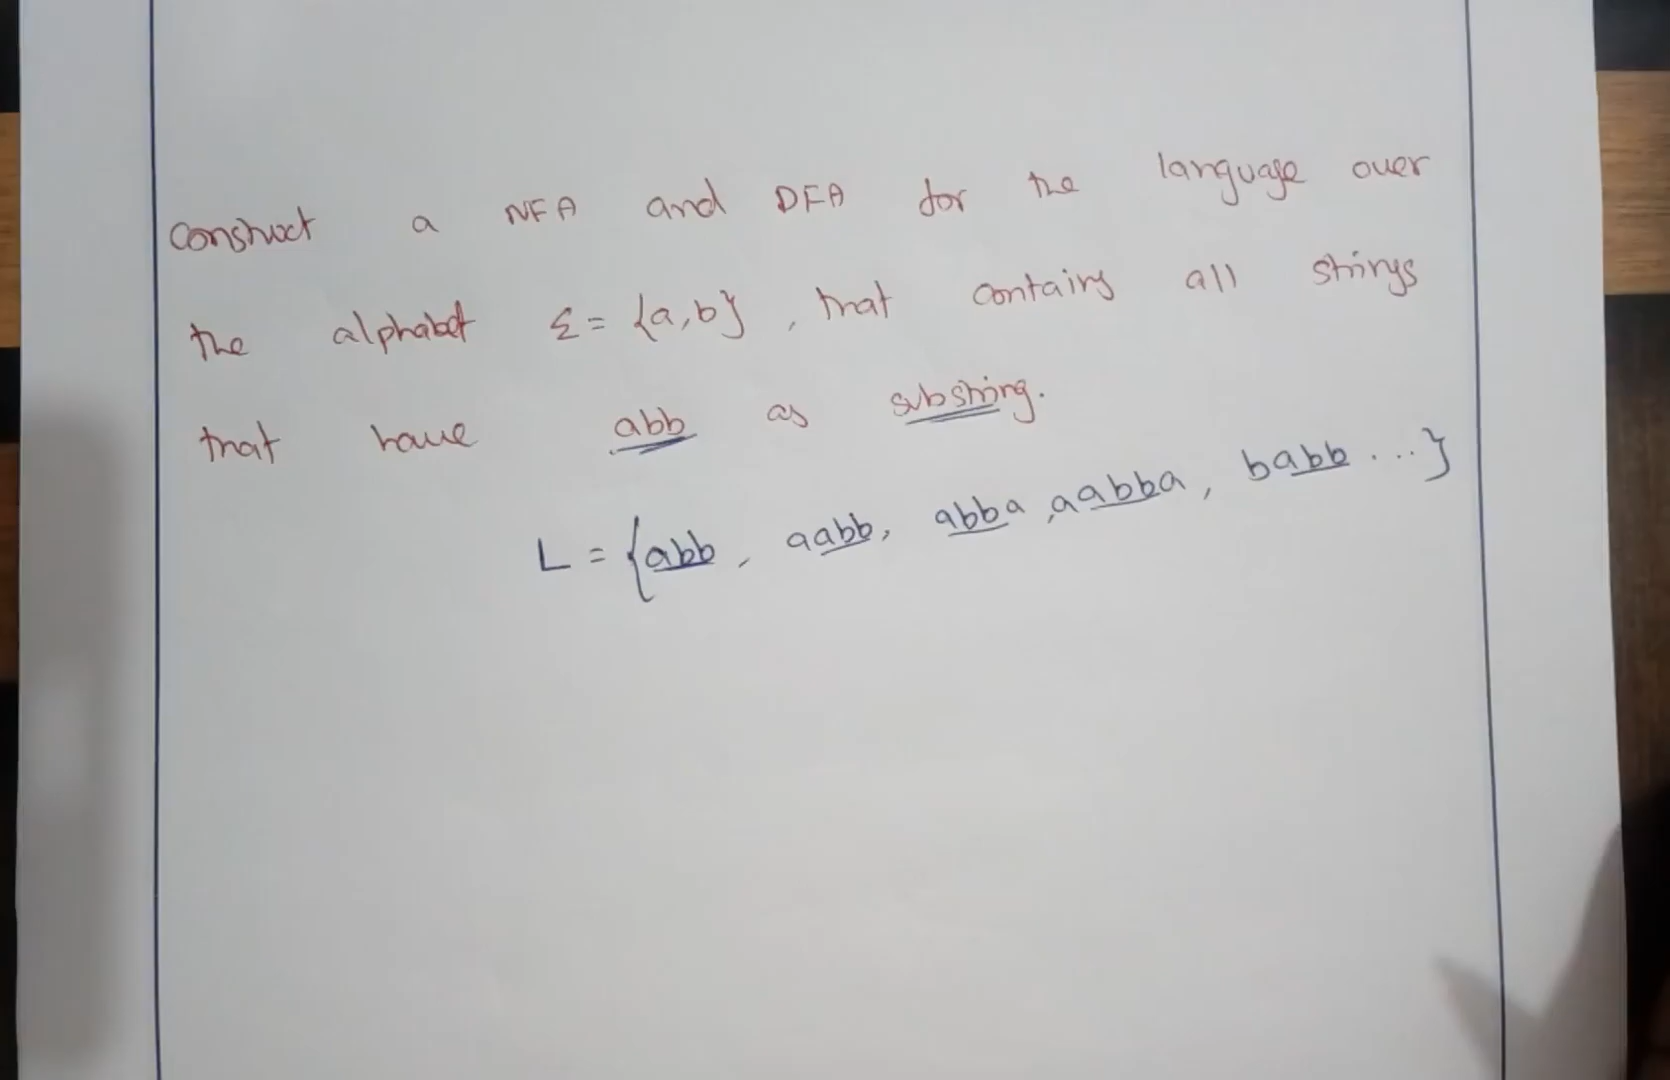 Construct a NFA and DFA for the language over
the alphabet Σ = {a,b} , that contains all strings
that have abb as substring.
L = {abb , aabb, abba ,aabba, babb ...}